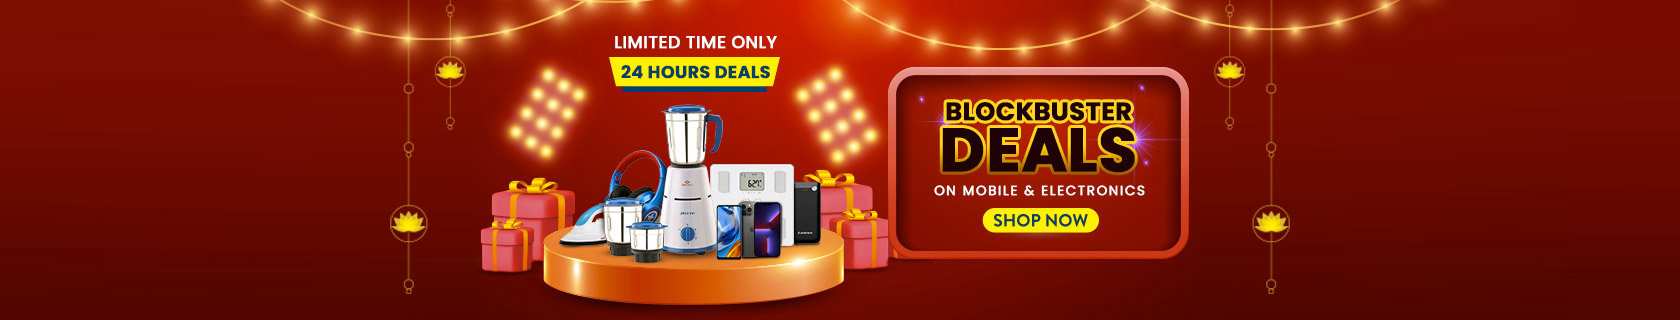 LIMITED TIME ONLY
24 HOURS DEALS
BLOCKBUSTER
DEALS
ON MOBILE & ELECTRONICS
SHOP NOW